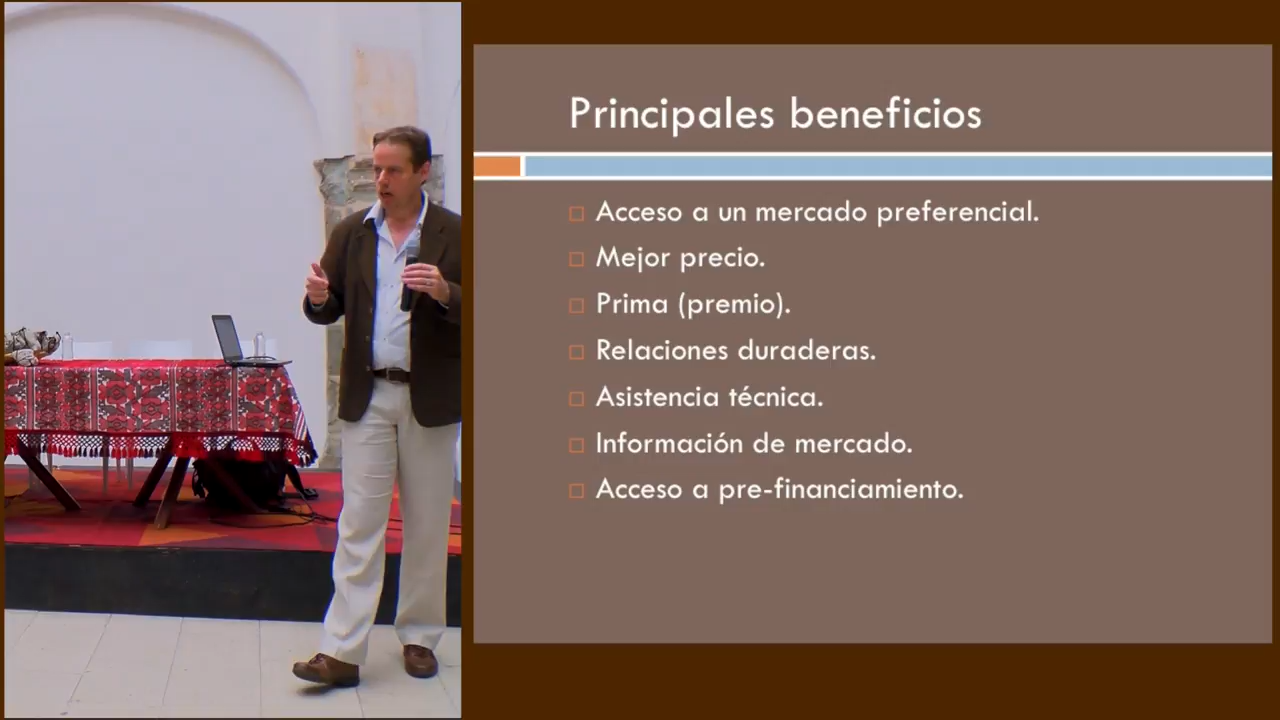 Principales beneficios
Acceso a un mercado preferencial.
Mejor precio.
Prima (premio).
Relaciones duraderas.
Asistencia técnica.
Información de mercado.
Acceso a pre-financiamiento.